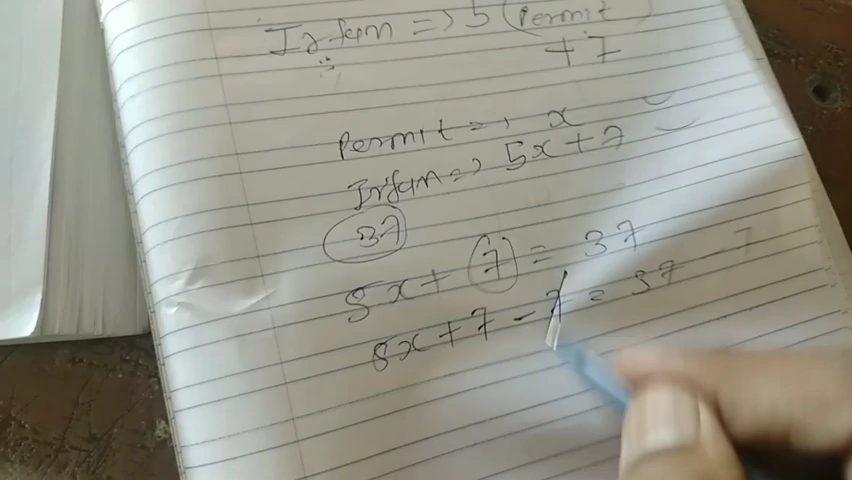 Irfan => 5 (Permit
+ 7
Permit => x
Irfan => 5x + 7
37
5x + 7 = 37
5x + 7 - 7 = 37 - 7